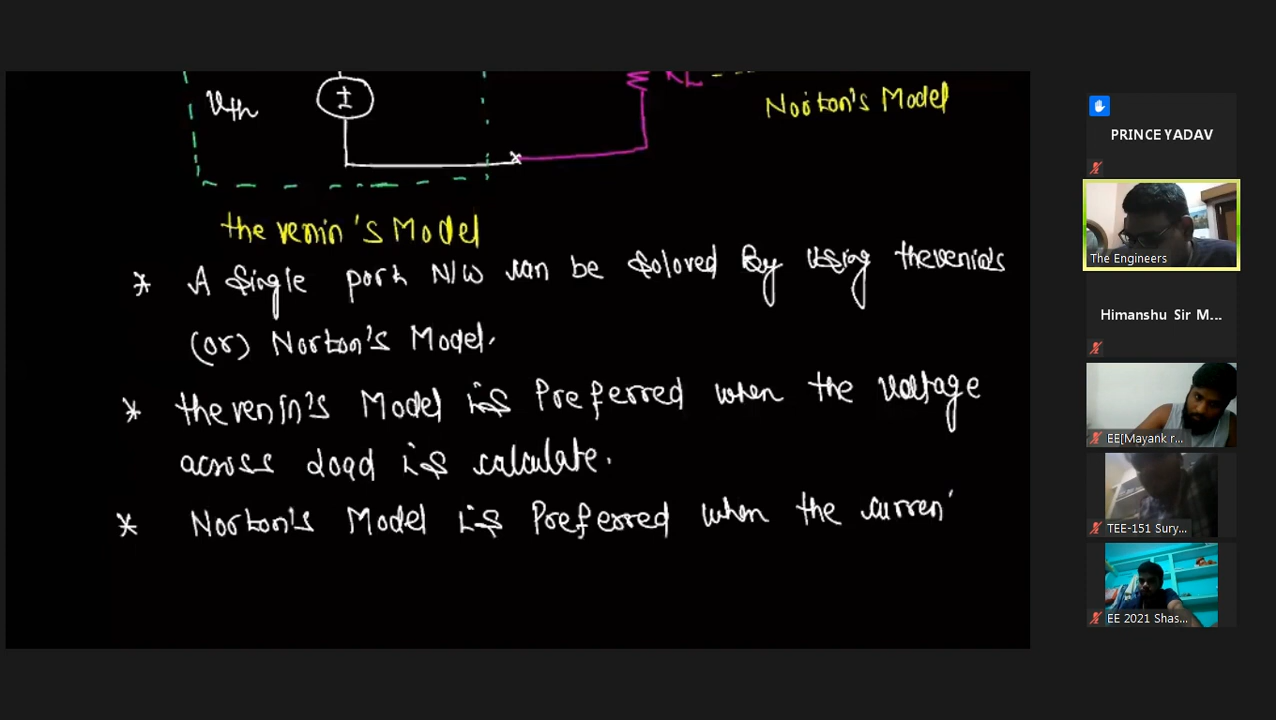 Vth
±
RL
Norton's Model
thevenin's Model
* A Single port N/W can be Soloved By using thevenin's
(or) Norton's Model.
* thevenin's Model is Preferred when the voltage
across load is calculate.
* Norton's Model is Preferred when the curren
PRINCE YADAV
The Engineers
Himanshu Sir M...
EE[Mayank r...
TEE-151 Sury...
EE 2021 Shas...